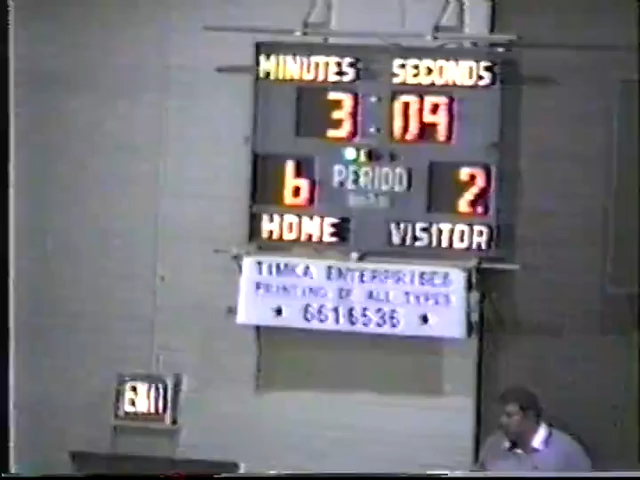 MINUTES SECONDS
3:09
6 PERIOD 2
HOME VISITOR
TIMKA ENTERPRISES
PRINTING OF ALL TYPES
★ 6616536 ★
EXIT